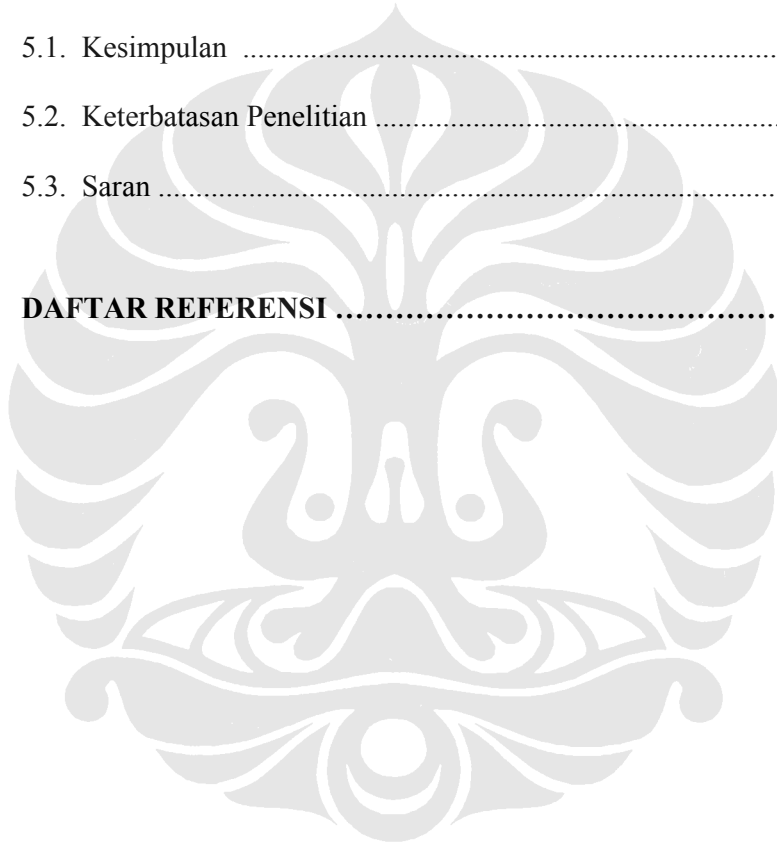 5.1. Kesimpulan ............................................................................
5.2. Keterbatasan Penelitian .........................................................
5.3. Saran ........................................................................................
DAFTAR REFERENSI ………………………………………